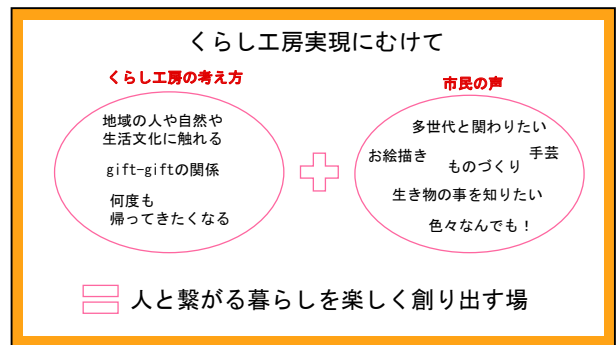 くらし工房実現にむけて
くらし工房の考え方
地域の人や自然や
生活文化に触れる
gift-giftの関係
何度も
帰ってきたくなる
市民の声
多世代と関わりたい
お絵描き
ものづくり
手芸
生き物の事を知りたい
色々なんでも！
人と繋がる暮らしを楽しく創り出す場